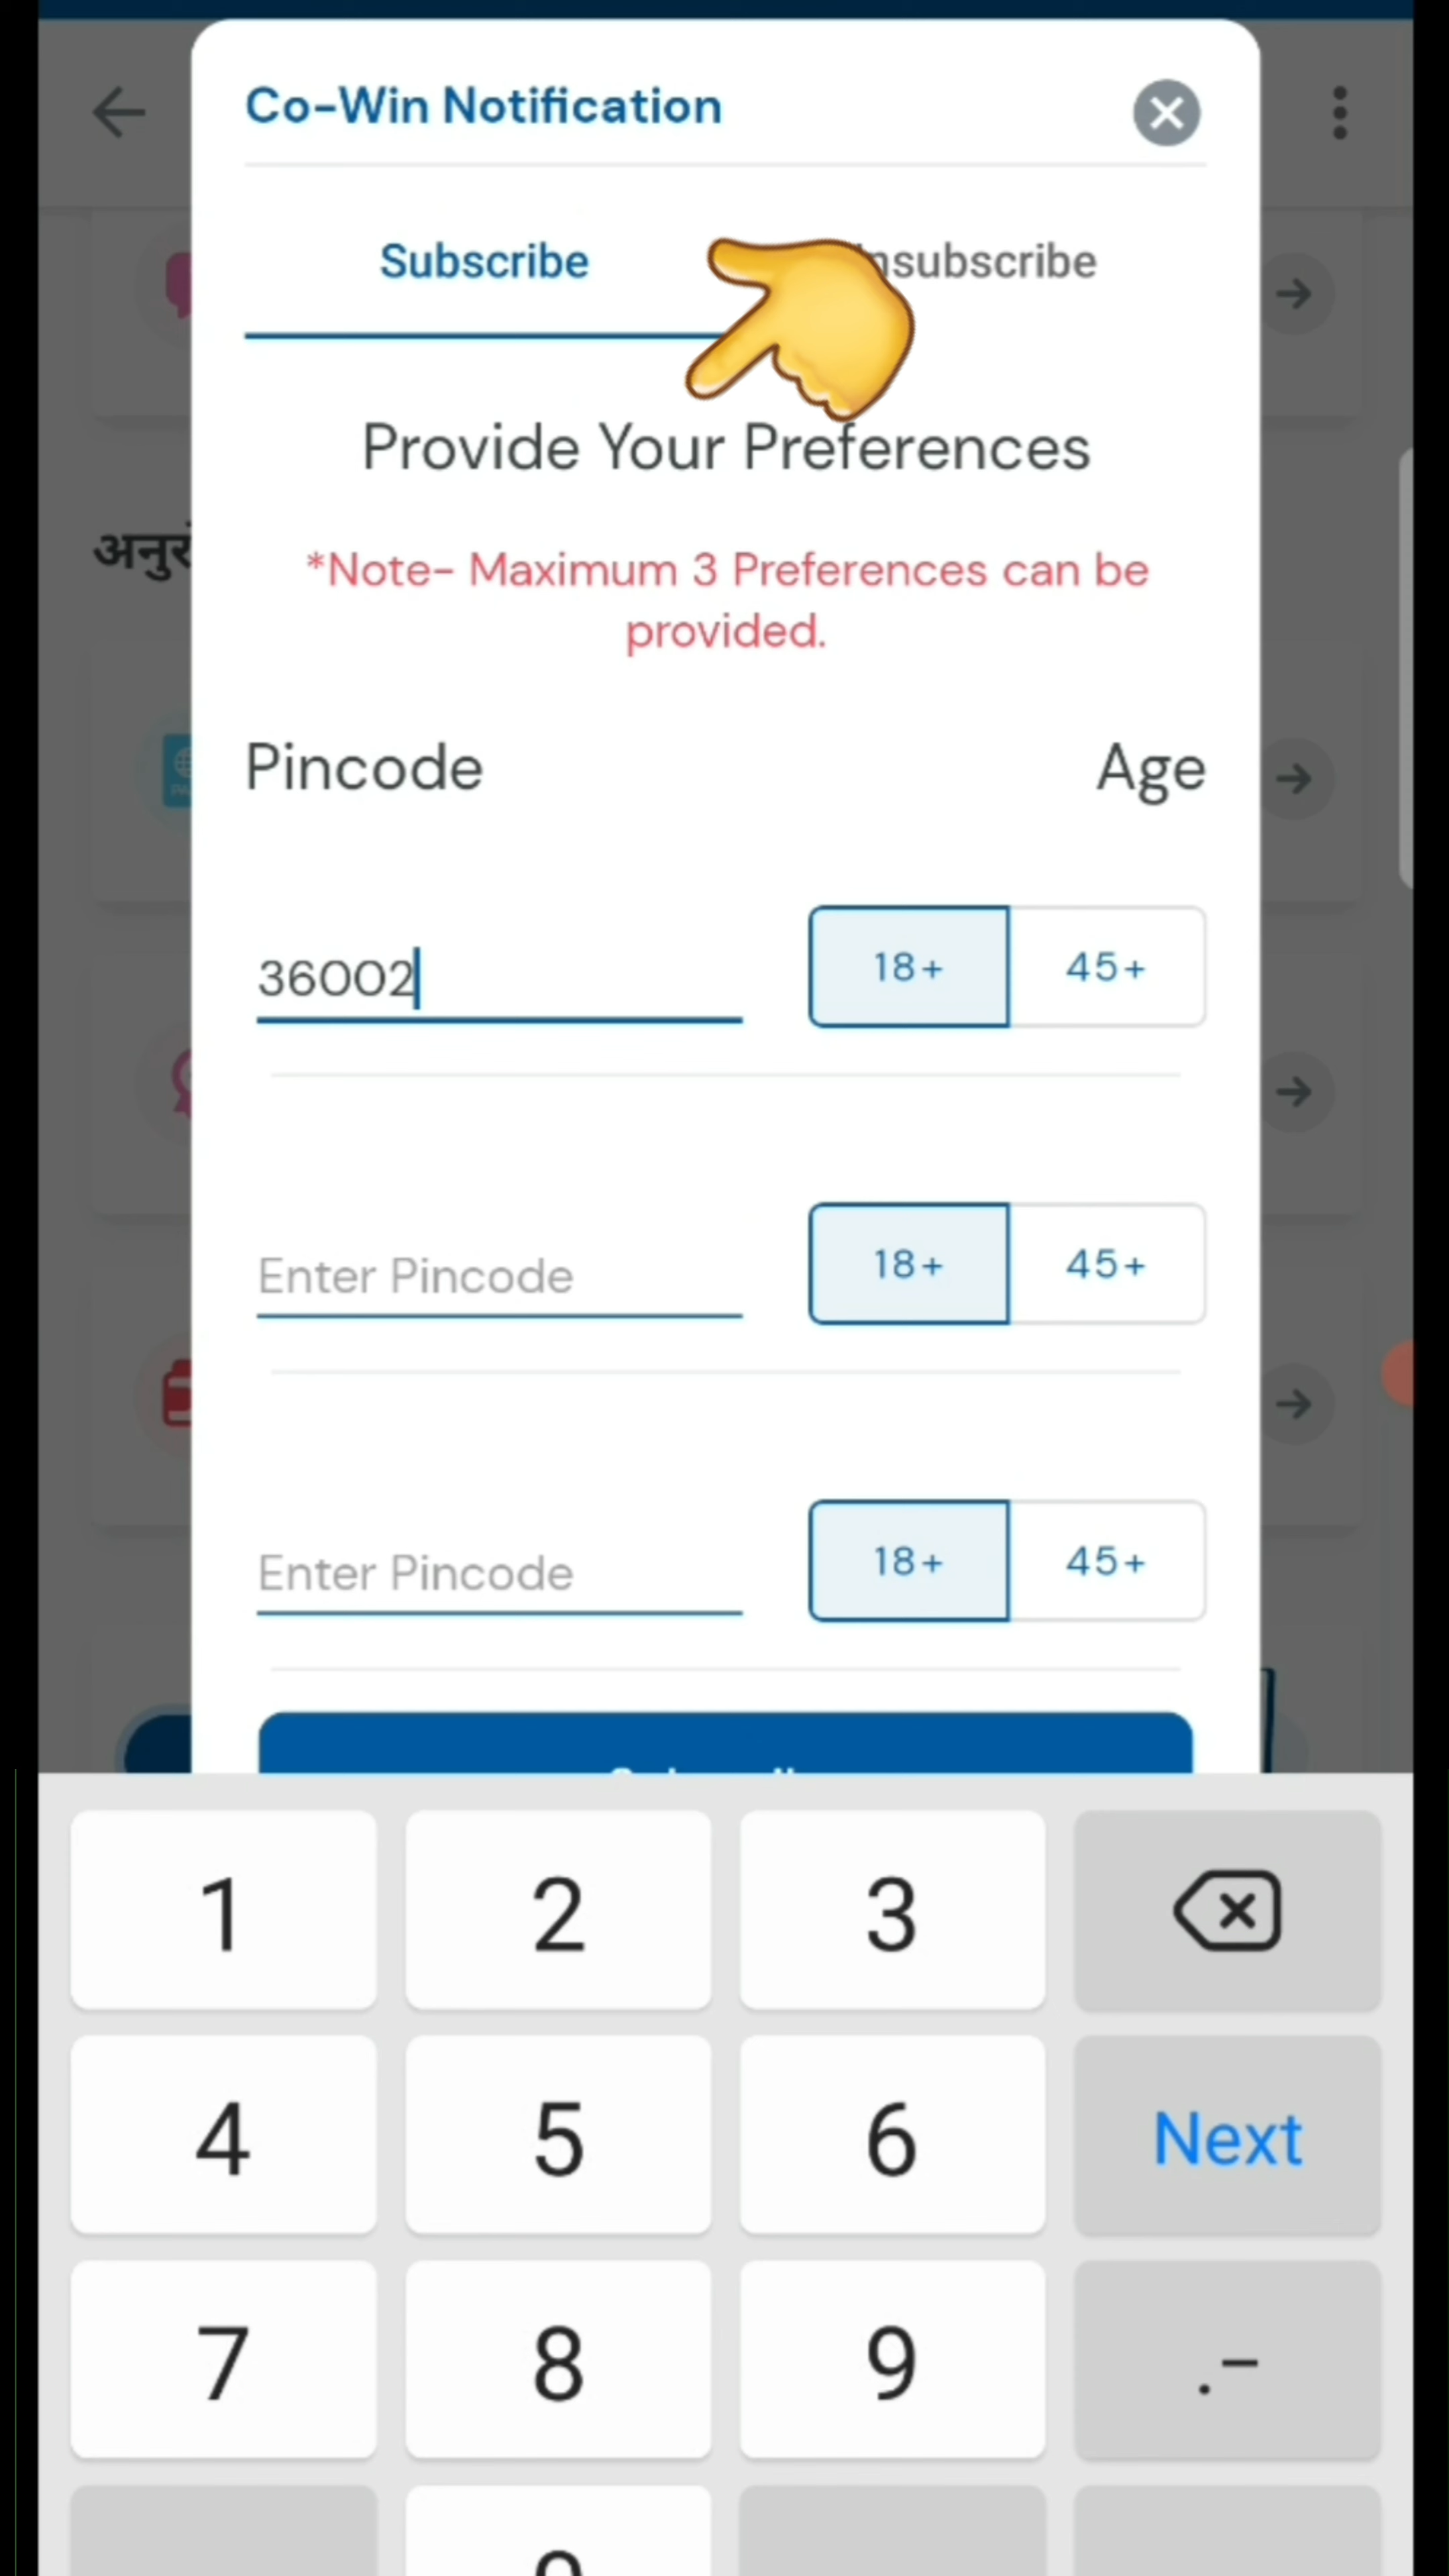 Co-Win Notification
Subscribe
nsubscribe
Provide Your Preferences
*Note- Maximum 3 Preferences can be
provided.
अनुरं
Pincode Age
36002 18+ 45+
Enter Pincode 18+ 45+
Enter Pincode 18+ 45+
1 2 3
4 5 6 Next
7 8 9 .-